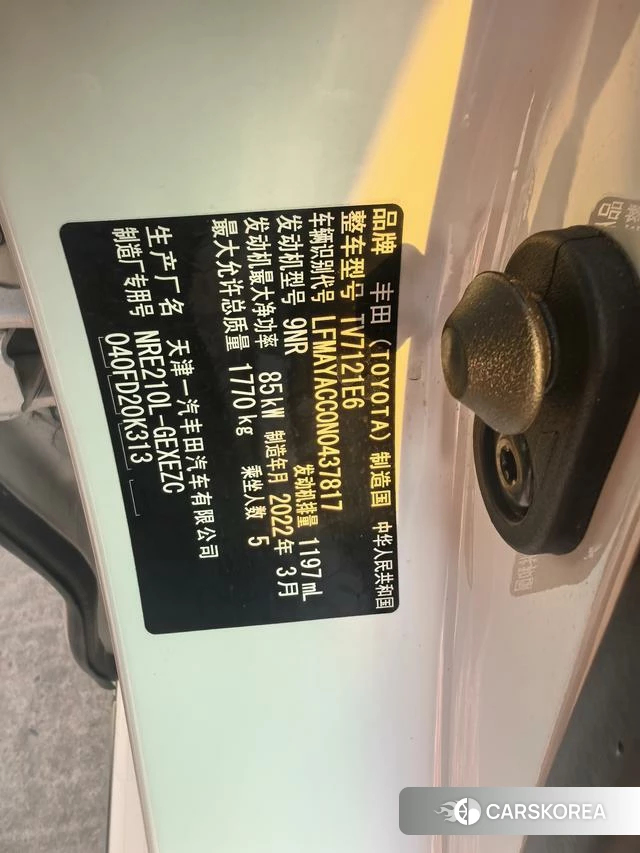 品牌 丰田 (TOYOTA) 制造国 中华人民共和国
整车型号 TV7121E6
车辆识别代号 LFMAYACC0N0437817
发动机型号 9NR 发动机排量 1197mL
发动机最大净功率 85kW 制造年月 2022年3月
最大允许总质量 1770kg 乘坐人数 5
生产厂名 天津一汽丰田汽车有限公司
NRE210L-GEXEZC
制造厂专用号 040FD20K313
CARSKOREA